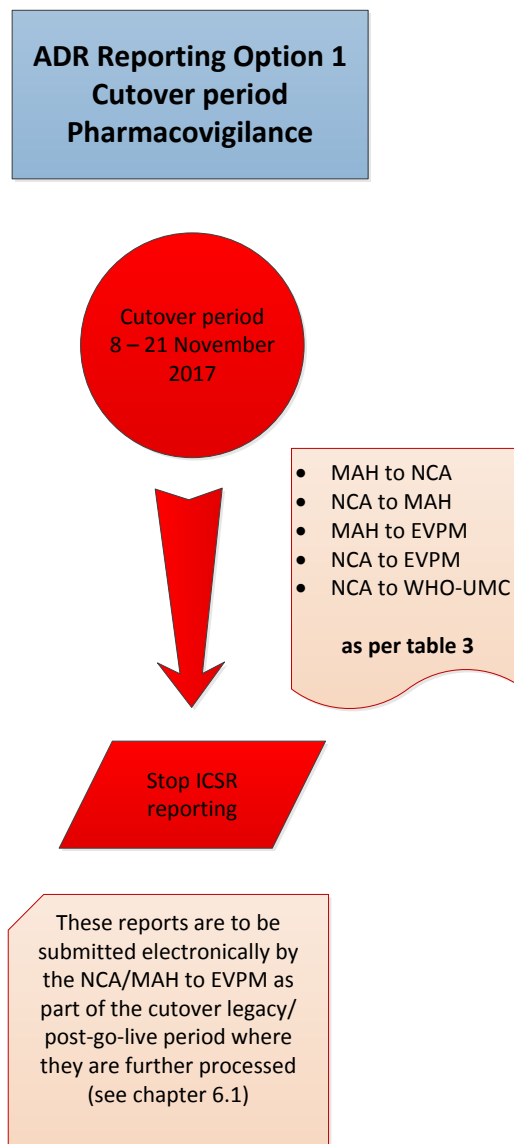 ADR Reporting Option 1
Cutover period
Pharmacovigilance
Cutover period
8 – 21 November
2017
• MAH to NCA
• NCA to MAH
• MAH to EVPM
• NCA to EVPM
• NCA to WHO-UMC
as per table 3
Stop ICSR
reporting
These reports are to be
submitted electronically by
the NCA/MAH to EVPM as
part of the cutover legacy/
post-go-live period where
they are further processed
(see chapter 6.1)